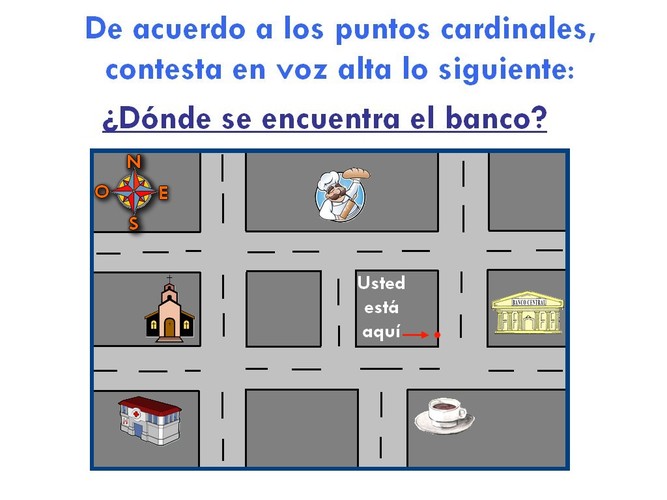 De acuerdo a los puntos cardinales,
contesta en voz alta lo siguiente:
¿Dónde se encuentra el banco?
N
O E
S
Usted
está
aquí
BANCO CENTRAL